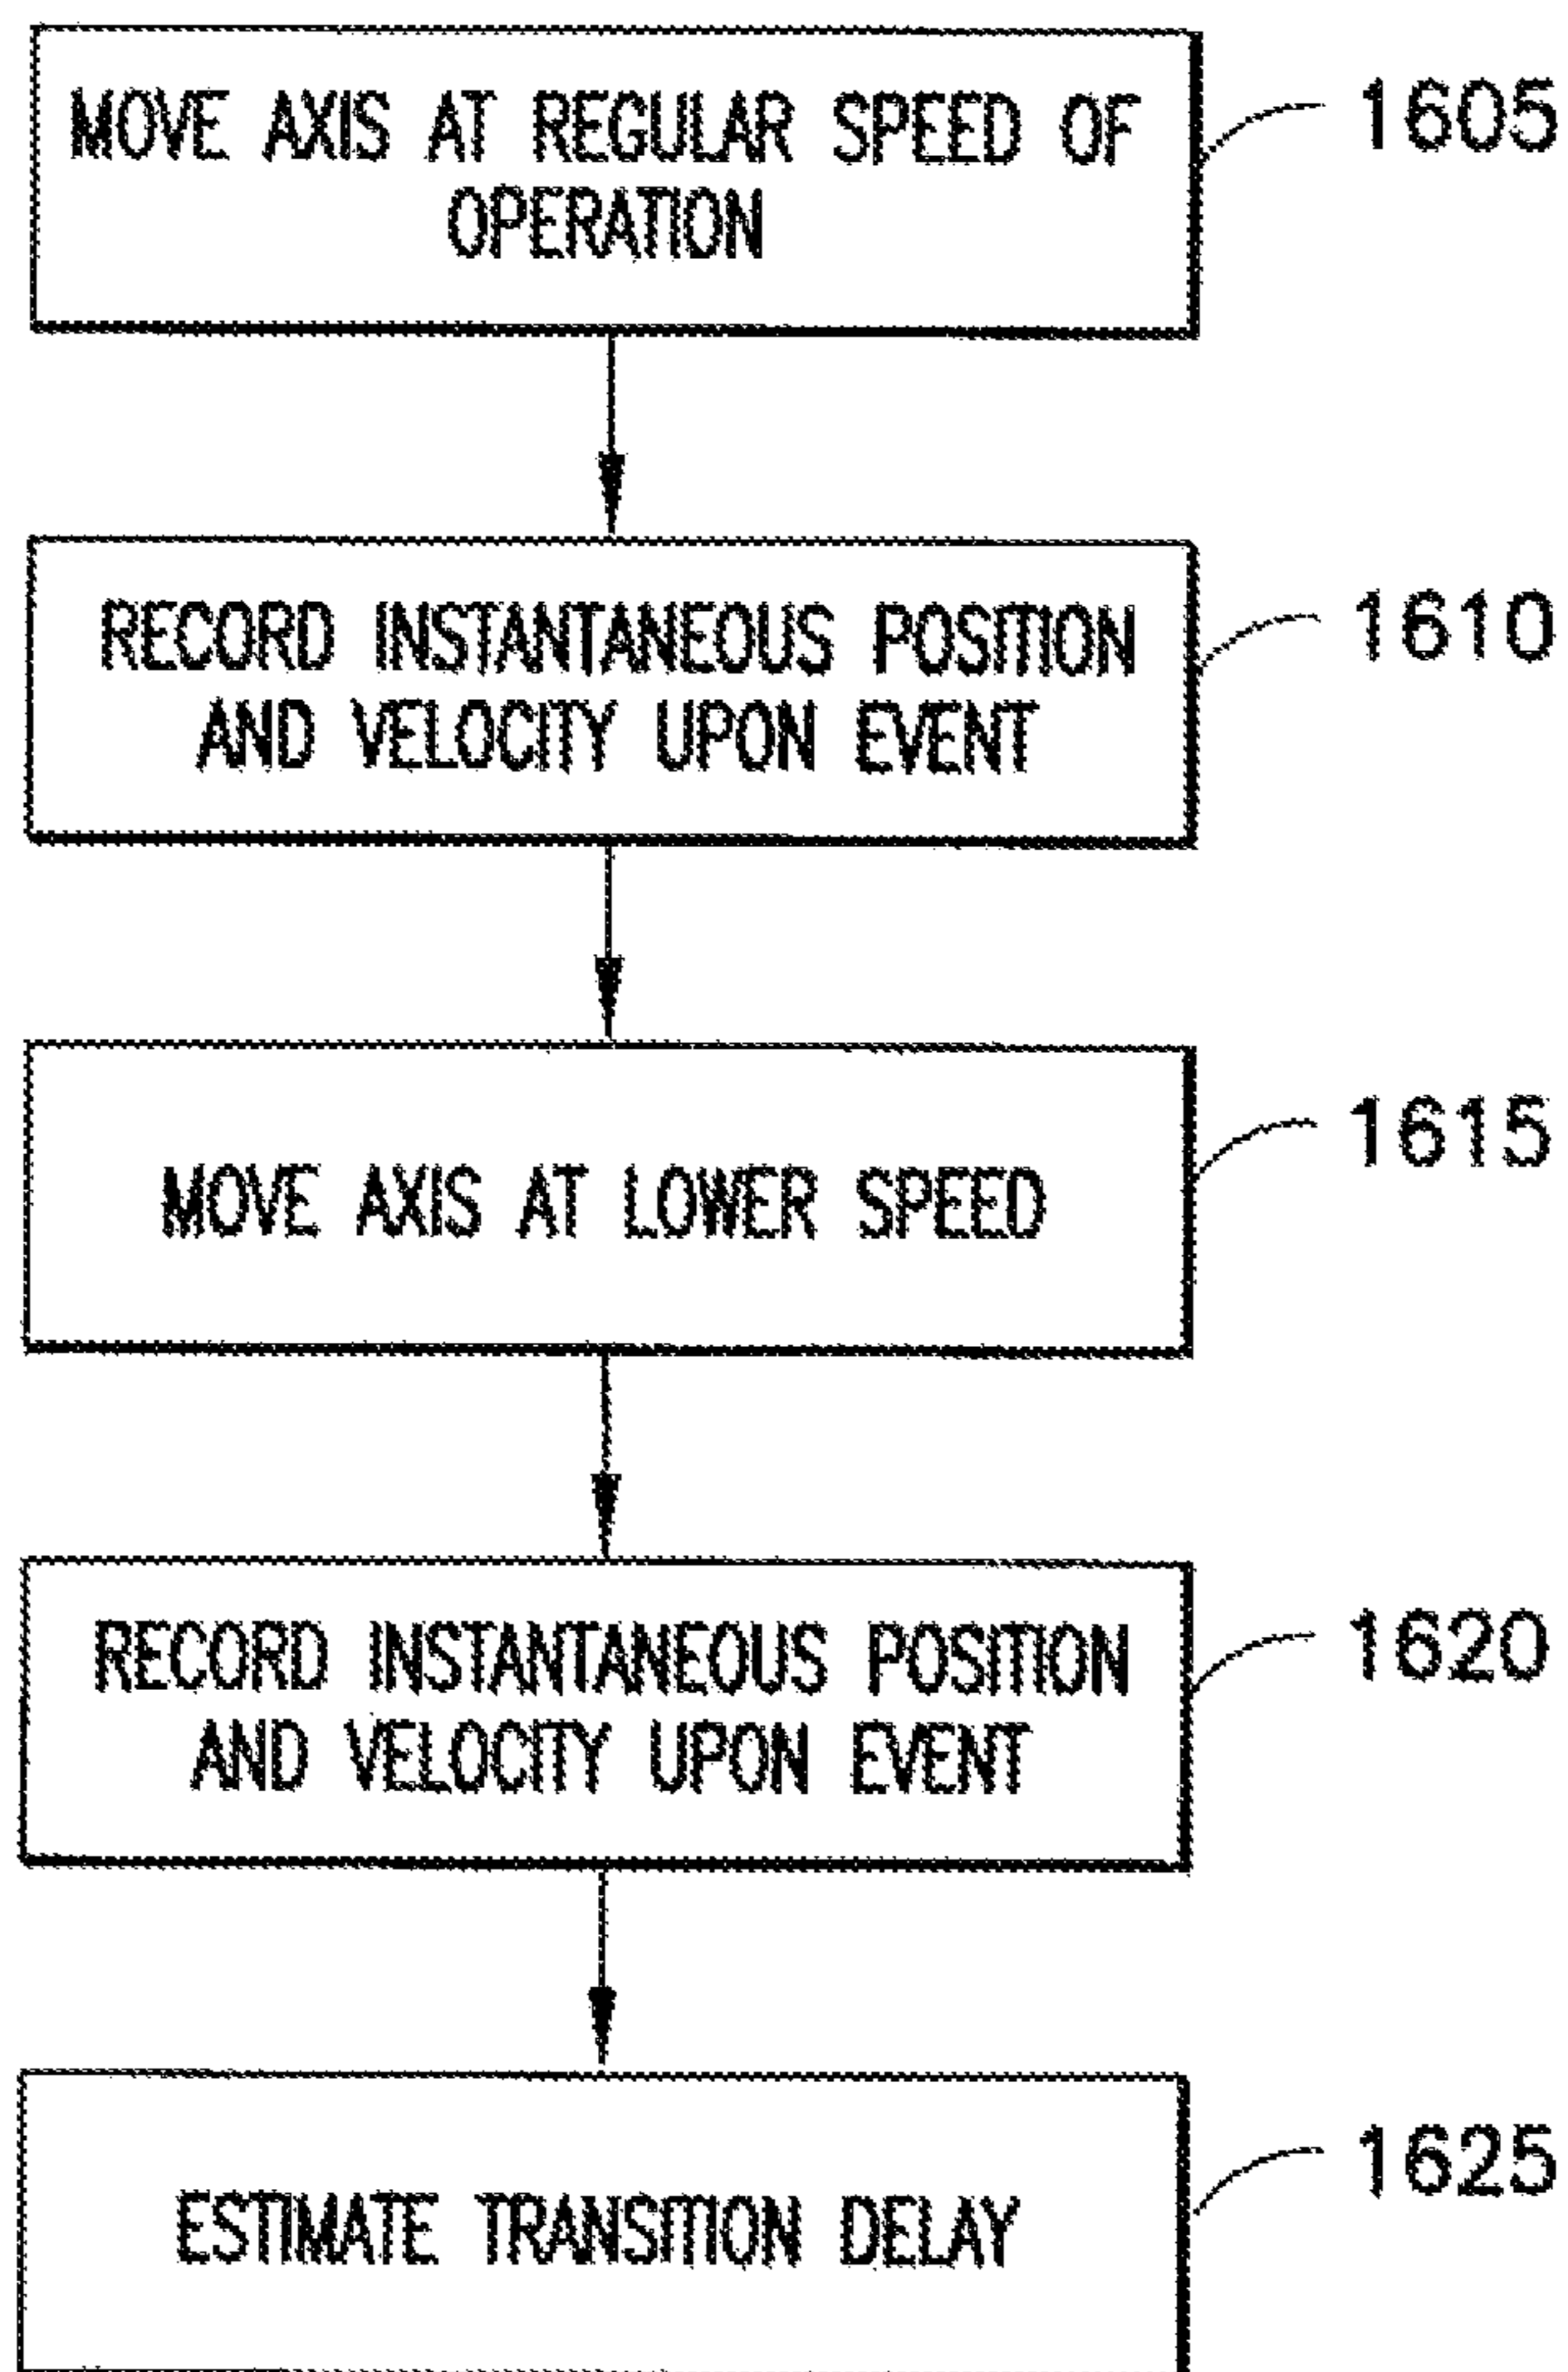 MOVE AXIS AT REGULAR SPEED OF
OPERATION
1605
RECORD INSTANTANEOUS POSITION
AND VELOCITY UPON EVENT
1610
MOVE AXIS AT LOWER SPEED
1615
RECORD INSTANTANEOUS POSITION
AND VELOCITY UPON EVENT
1620
ESTIMATE TRANSITION DELAY
1625